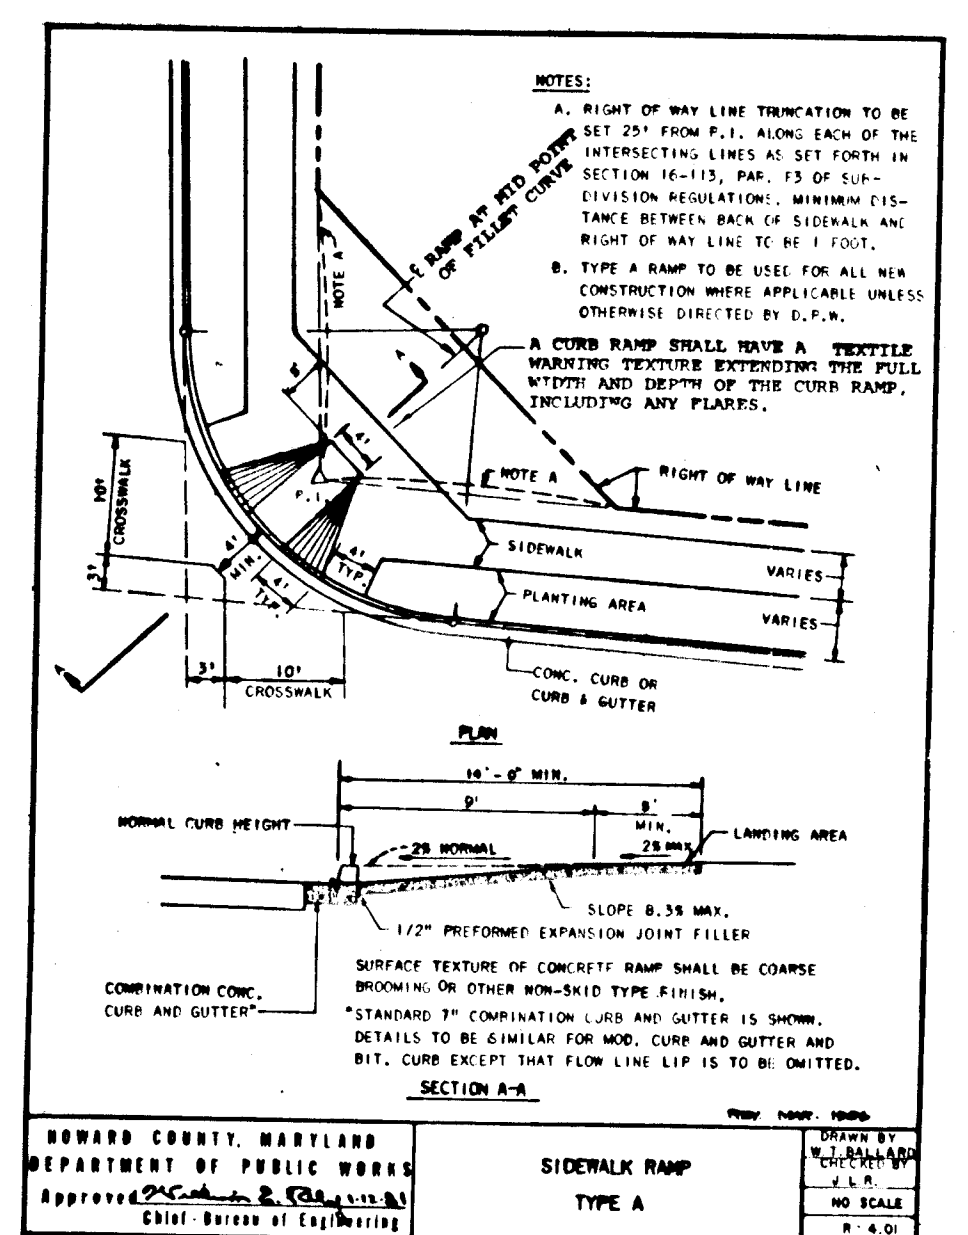 NOTES:
A. RIGHT OF WAY LINE TRUNCATION TO BE
SET 25' FROM P.I. ALONG EACH OF THE
INTERSECTING LINES AS SET FORTH IN
SECTION 16-113, PAR. F3 OF SUB-
DIVISION REGULATIONS. MINIMUM DIS-
TANCE BETWEEN BACK OF SIDEWALK AND
RIGHT OF WAY LINE TO BE 1 FOOT.
B. TYPE A RAMP TO BE USED FOR ALL NEW
CONSTRUCTION WHERE APPLICABLE UNLESS
OTHERWISE DIRECTED BY D.P.W.
A CURB RAMP SHALL HAVE A TEXTILE
WARNING TEXTURE EXTENDING THE FULL
WIDTH AND DEPTH OF THE CURB RAMP,
INCLUDING ANY FLARES.
℄ RAMP AT MID POINT
OF FILLET CURVE
NOTE A
A
4'
P.I.
NOTE A
RIGHT OF WAY LINE
10'
CROSSWALK
3'
4'
MIN.
4'
TYP.
4'
TYP.
SIDEWALK
PLANTING AREA
VARIES
VARIES
A
3'
10'
CROSSWALK
CONC. CURB OR
CURB & GUTTER
PLAN
14'-0" MIN.
9'
MIN.
NORMAL CURB HEIGHT
2% NORMAL
2% MAX
LANDING AREA
SLOPE 8.3% MAX.
1/2" PREFORMED EXPANSION JOINT FILLER
COMBINATION CONC.
CURB AND GUTTER*
SURFACE TEXTURE OF CONCRETE RAMP SHALL BE COARSE
BROOMING OR OTHER NON-SKID TYPE FINISH.
*STANDARD 7" COMBINATION CURB AND GUTTER IS SHOWN.
DETAILS TO BE SIMILAR FOR MOD. CURB AND GUTTER AND
BIT. CURB EXCEPT THAT FLOW LINE LIP IS TO BE OMITTED.
SECTION A-A
REV. MAR.
HOWARD COUNTY, MARYLAND
DEPARTMENT OF PUBLIC WORKS
Approved
Chief - Bureau of Engineering
SIDEWALK RAMP
TYPE A
DRAWN BY
W.T. BALLARD
CHECKED BY
J.L.R.
NO SCALE
R - 4.01